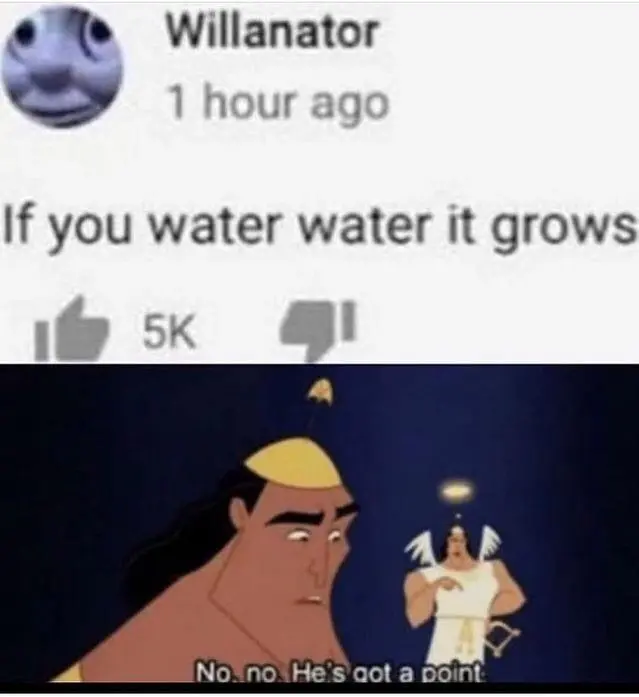 Willanator
1 hour ago
If you water water it grows
5K
No, no. He's got a point.